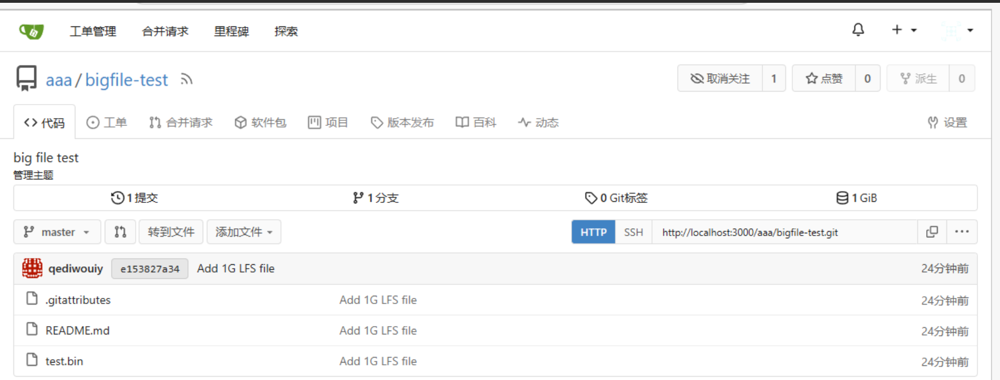 工单管理 合并请求 里程碑 探索
aaa / bigfile-test
取消关注 1 点赞 0 派生 0
代码 工单 合并请求 软件包 项目 版本发布 百科 动态 设置
big file test
管理主题
1 提交 1 分支 0 Git标签 1 GiB
master 转到文件 添加文件 HTTP SSH http://localhost:3000/aaa/bigfile-test.git
qediwouiy e153827a34 Add 1G LFS file 24分钟前
.gitattributes Add 1G LFS file 24分钟前
README.md Add 1G LFS file 24分钟前
test.bin Add 1G LFS file 24分钟前